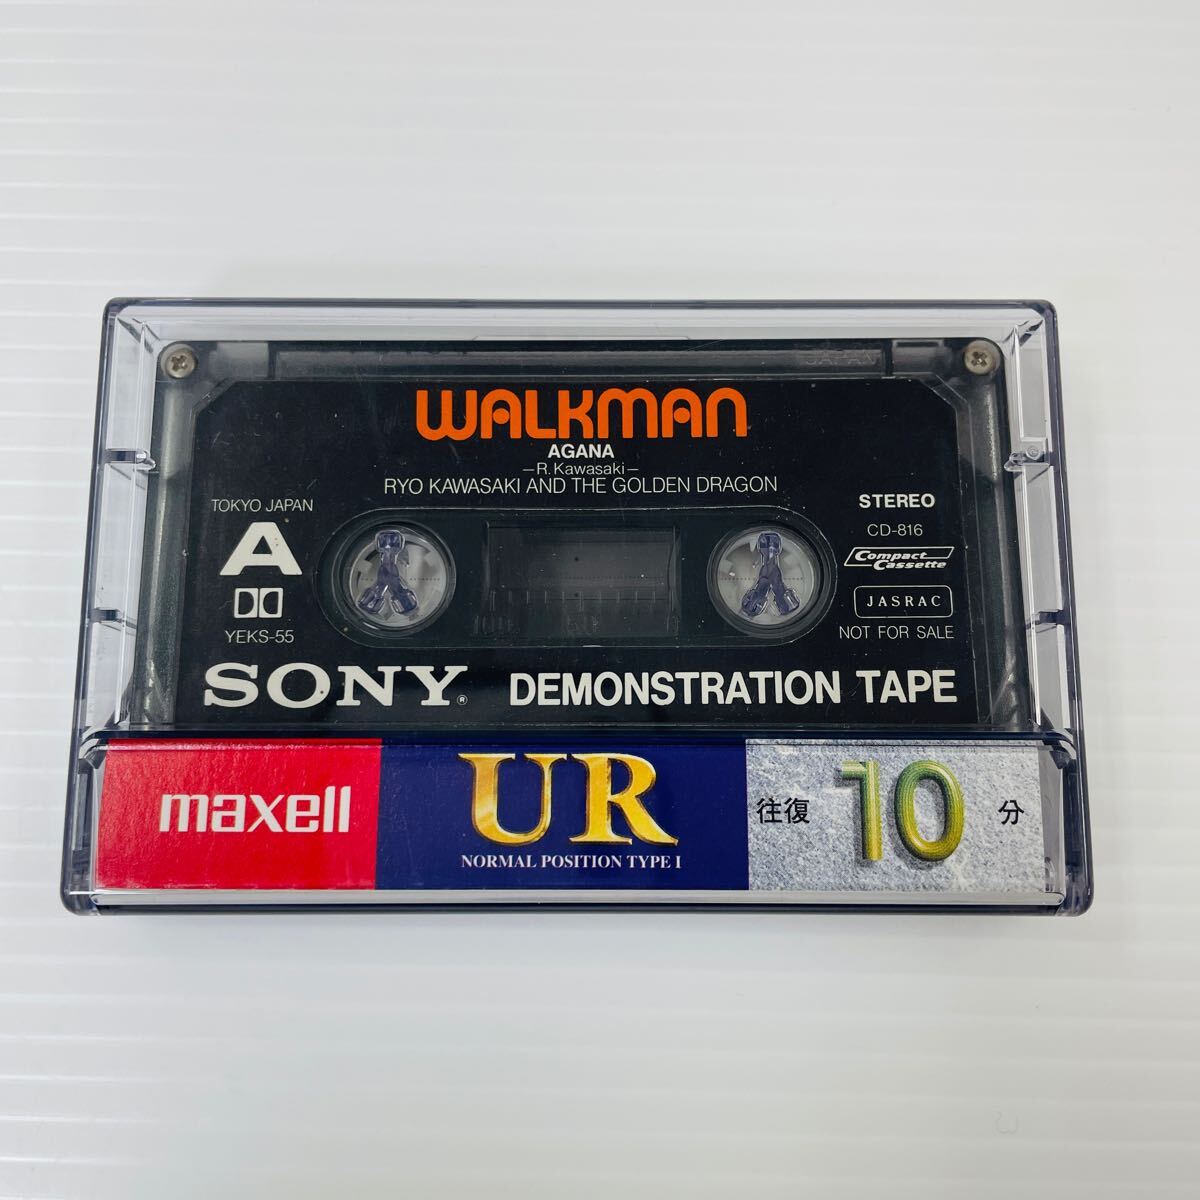 JAPAN
WALKMAN
AGANA
—R. Kawasaki—
RYO KAWASAKI AND THE GOLDEN DRAGON
TOKYO JAPAN
A
YEKS-55
STEREO
CD-816
Compact Cassette
JASRAC
NOT FOR SALE
SONY®
DEMONSTRATION TAPE
maxell
UR
NORMAL POSITION TYPE I
往復 10 分